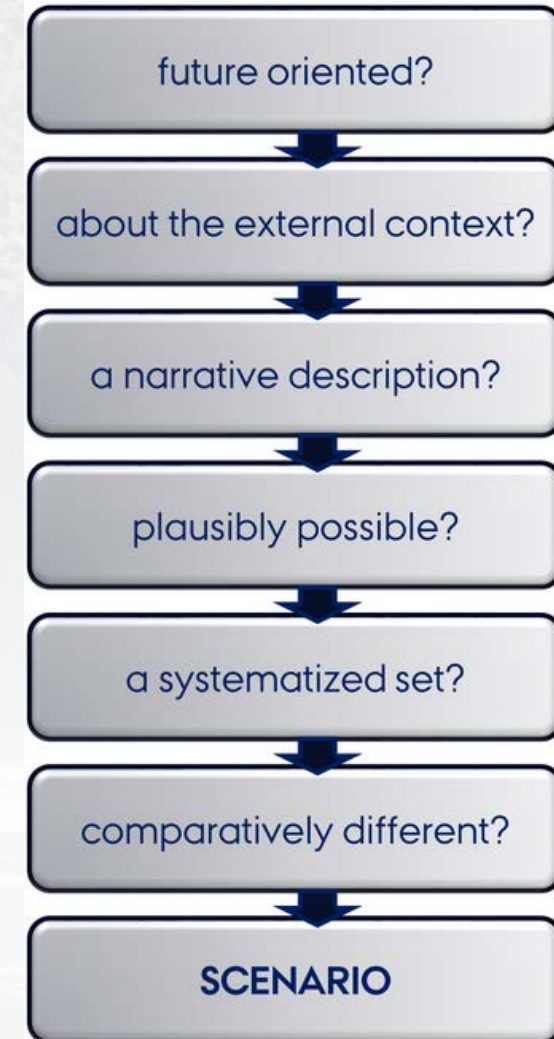 future oriented?
about the external context?
a narrative description?
plausibly possible?
a systematized set?
comparatively different?
SCENARIO